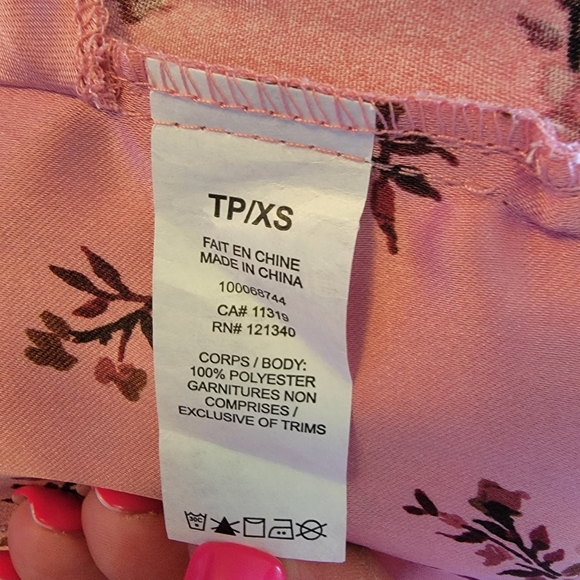 TP/XS
FAIT EN CHINE
MADE IN CHINA
100068744
CA# 11319
RN# 121340
CORPS / BODY:
100% POLYESTER
GARNITURES NON
COMPRISES /
EXCLUSIVE OF TRIMS
30C